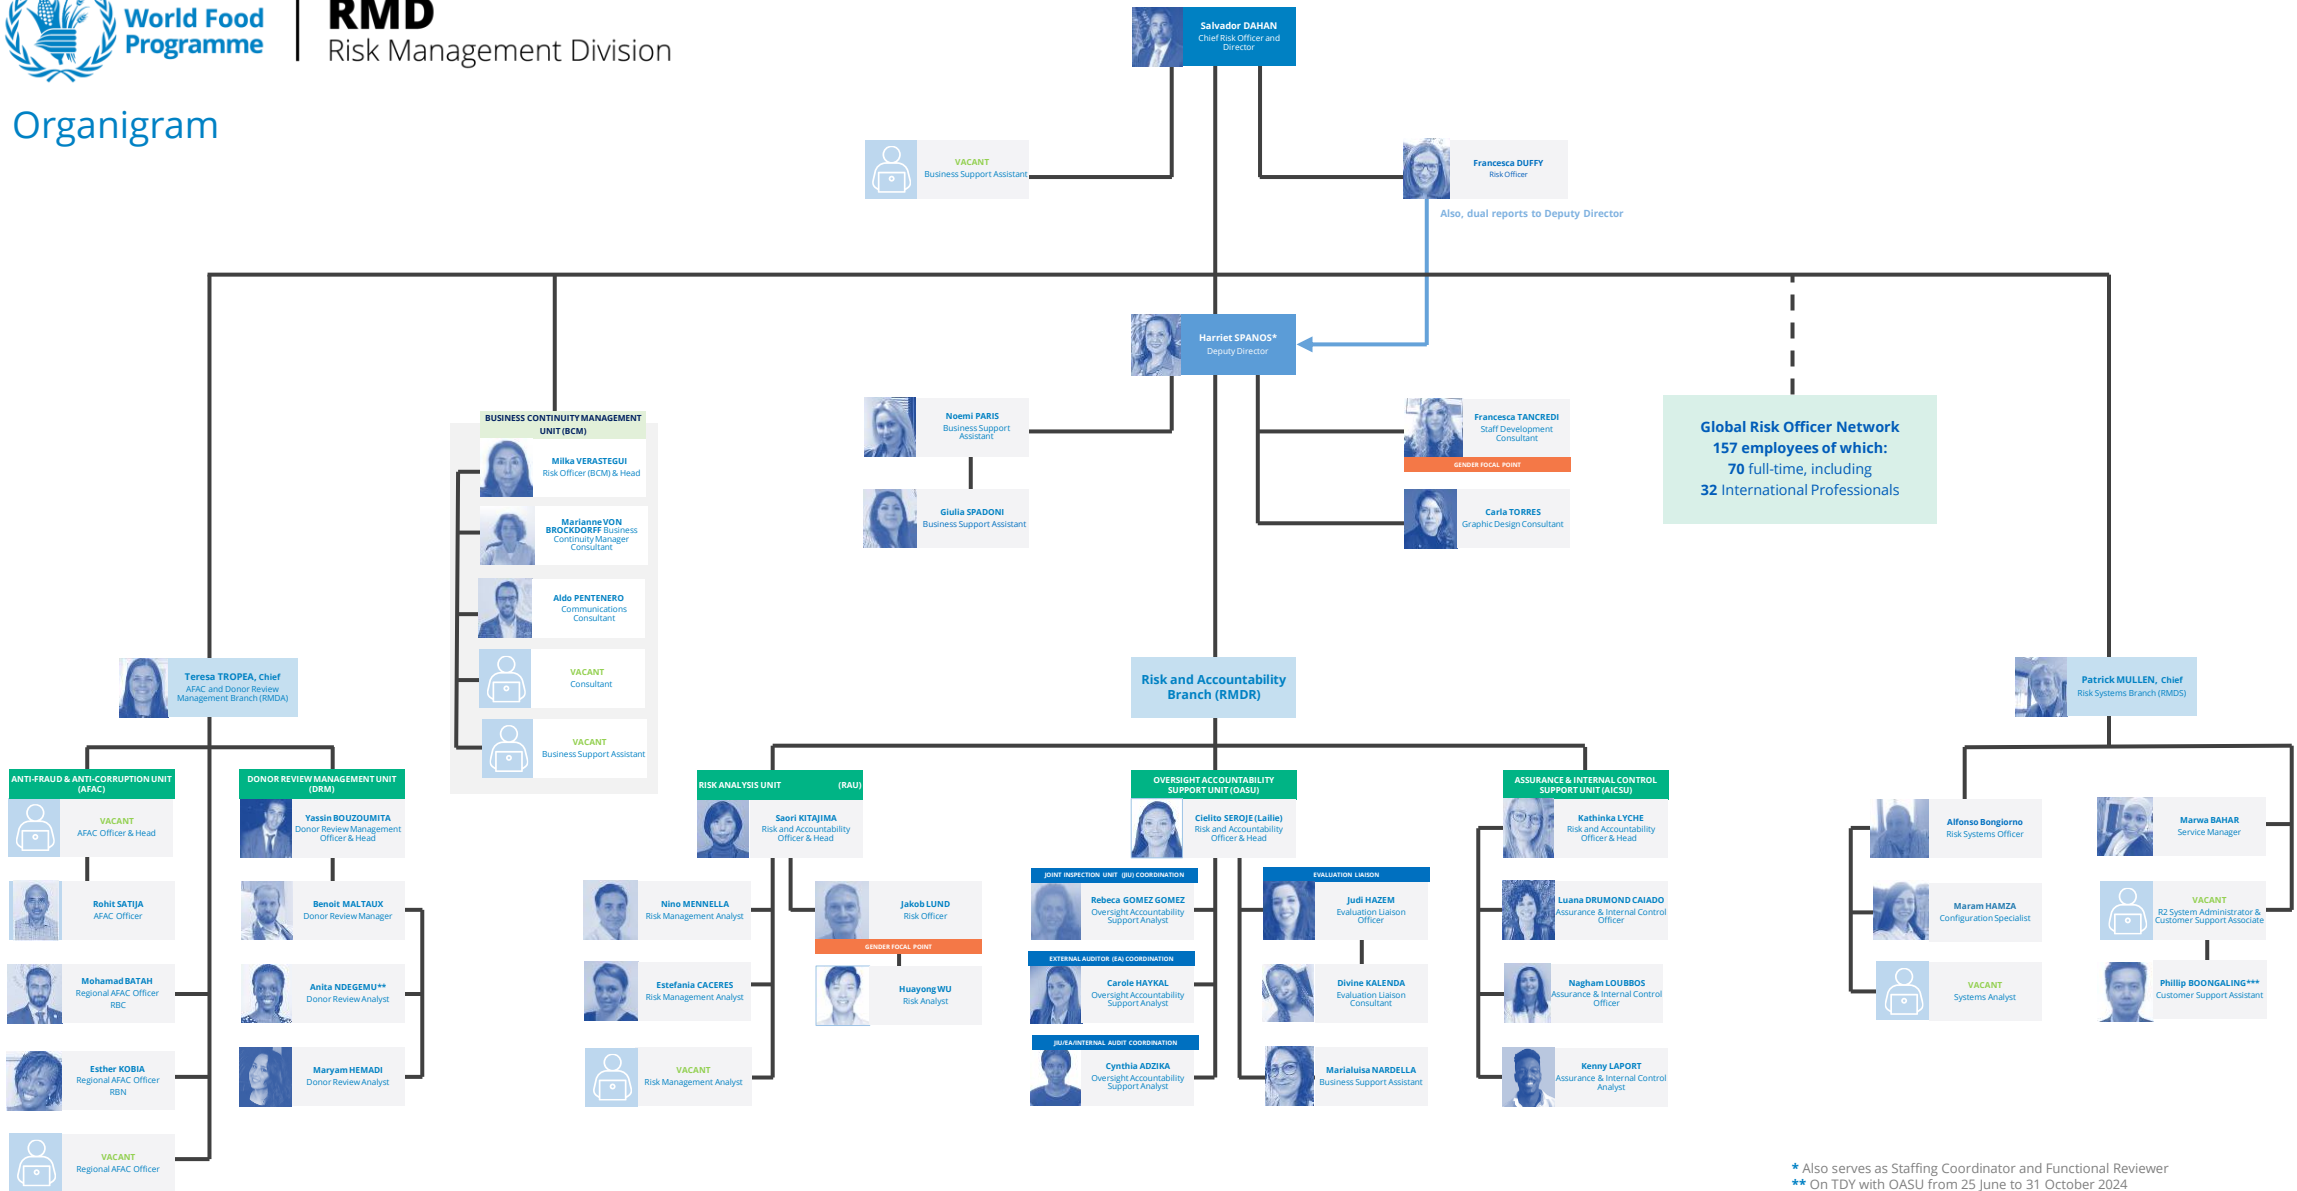 World Food
Programme
RMD
Risk Management Division
Organigram
Salvador DAHAN
Chief Risk Officer and
Director
VACANT
Business Support Assistant
Francesca DUFFY
Risk Officer
Also, dual reports to Deputy Director
Harriet SPANOS*
Deputy Director
Noemi PARIS
Business Support
Assistant
Giulia SPADONI
Business Support Assistant
Francesca TANCREDI
Staff Development
Consultant
GENDER FOCAL POINT
Carla TORRES
Graphic Design Consultant
Global Risk Officer Network
157 employees of which:
70 full-time, including
32 International Professionals
BUSINESS CONTINUITY MANAGEMENT
UNIT (BCM)
Milka VERASTEGUI
Risk Officer (BCM) & Head
Marianne VON
BROCKDORFF Business
Continuity Manager
Consultant
Aldo PENTENERO
Communications
Consultant
VACANT
Consultant
VACANT
Business Support Assistant
Teresa TROPEA, Chief
AFAC and Donor Review
Management Branch (RMDA)
Risk and Accountability
Branch (RMDR)
Patrick MULLEN, Chief
Risk Systems Branch (RMDS)
ANTI-FRAUD & ANTI-CORRUPTION UNIT
(AFAC)
VACANT
AFAC Officer & Head
Rohit SATIJA
AFAC Officer
Mohamad BATAH
Regional AFAC Officer
RBC
Esther KOBIA
Regional AFAC Officer
RBN
VACANT
Regional AFAC Officer
DONOR REVIEW MANAGEMENT UNIT
(DRM)
Yassin BOUZOUMITA
Donor Review Management
Officer & Head
Benoit MALTAUX
Donor Review Manager
Anita NDEGEMU**
Donor Review Analyst
Maryam HEMADI
Donor Review Analyst
RISK ANALYSIS UNIT (RAU)
Saori KITAJIMA
Risk and Accountability
Officer & Head
Nino MENNELLA
Risk Management Analyst
Estefania CACERES
Risk Management Analyst
VACANT
Risk Management Analyst
Jakob LUND
Risk Officer
GENDER FOCAL POINT
Huayong WU
Risk Analyst
OVERSIGHT ACCOUNTABILITY
SUPPORT UNIT (OASU)
Cielito SEROJE (Lailie)
Risk and Accountability
Officer & Head
JOINT INSPECTION UNIT (JIU) COORDINATION
Rebeca GOMEZ GOMEZ
Oversight Accountability
Support Analyst
EXTERNAL AUDITOR (EA) COORDINATION
Carole HAYKAL
Oversight Accountability
Support Analyst
JIU/EA/INTERNAL AUDIT COORDINATION
Cynthia ADZIKA
Oversight Accountability
Support Analyst
EVALUATION LIAISON
Judi HAZEM
Evaluation Liaison
Officer
Divine KALENDA
Evaluation Liaison
Consultant
Marialuisa NARDELLA
Business Support Assistant
ASSURANCE & INTERNAL CONTROL
SUPPORT UNIT (AICSU)
Kathinka LYCHE
Risk and Accountability
Officer & Head
Luana DRUMOND CAIADO
Assurance & Internal Control
Officer
Nagham LOUBBOS
Assurance & Internal Control
Officer
Kenny LAPORT
Assurance & Internal Control
Analyst
Alfonso Bongiorno
Risk Systems Officer
Maram HAMZA
Configuration Specialist
VACANT
Systems Analyst
Marwa BAHAR
Service Manager
VACANT
R2 System Administrator &
Customer Support Associate
Phillip BOONGALING***
Customer Support Assistant
* Also serves as Staffing Coordinator and Functional Reviewer
** On TDY with OASU from 25 June to 31 October 2024